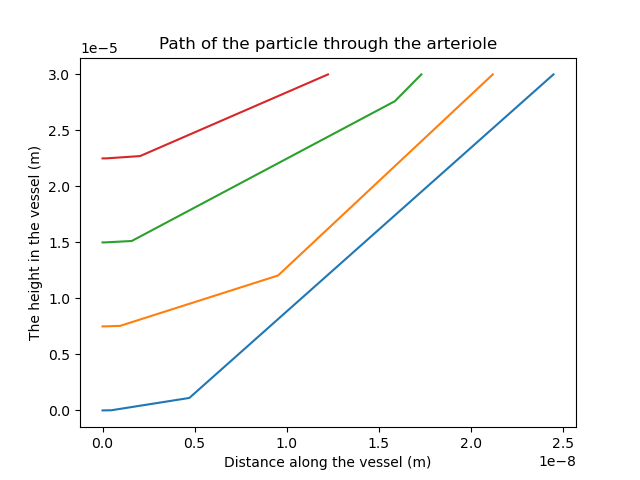 Path of the particle through the arteriole
1e−5
3.0
2.5
2.0
1.5
1.0
0.5
0.0
The height in the vessel (m)
0.0 0.5 1.0 1.5 2.0 2.5
Distance along the vessel (m)
1e−8